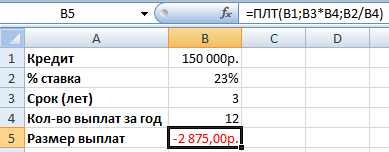 B5 fx =ПЛТ(B1;B3*B4;B2/B4)
A B
1 Кредит 150 000р.
2 % ставка 23%
3 Срок (лет) 3
4 Кол-во выплат за год 12
5 Размер выплат -2 875,00р.